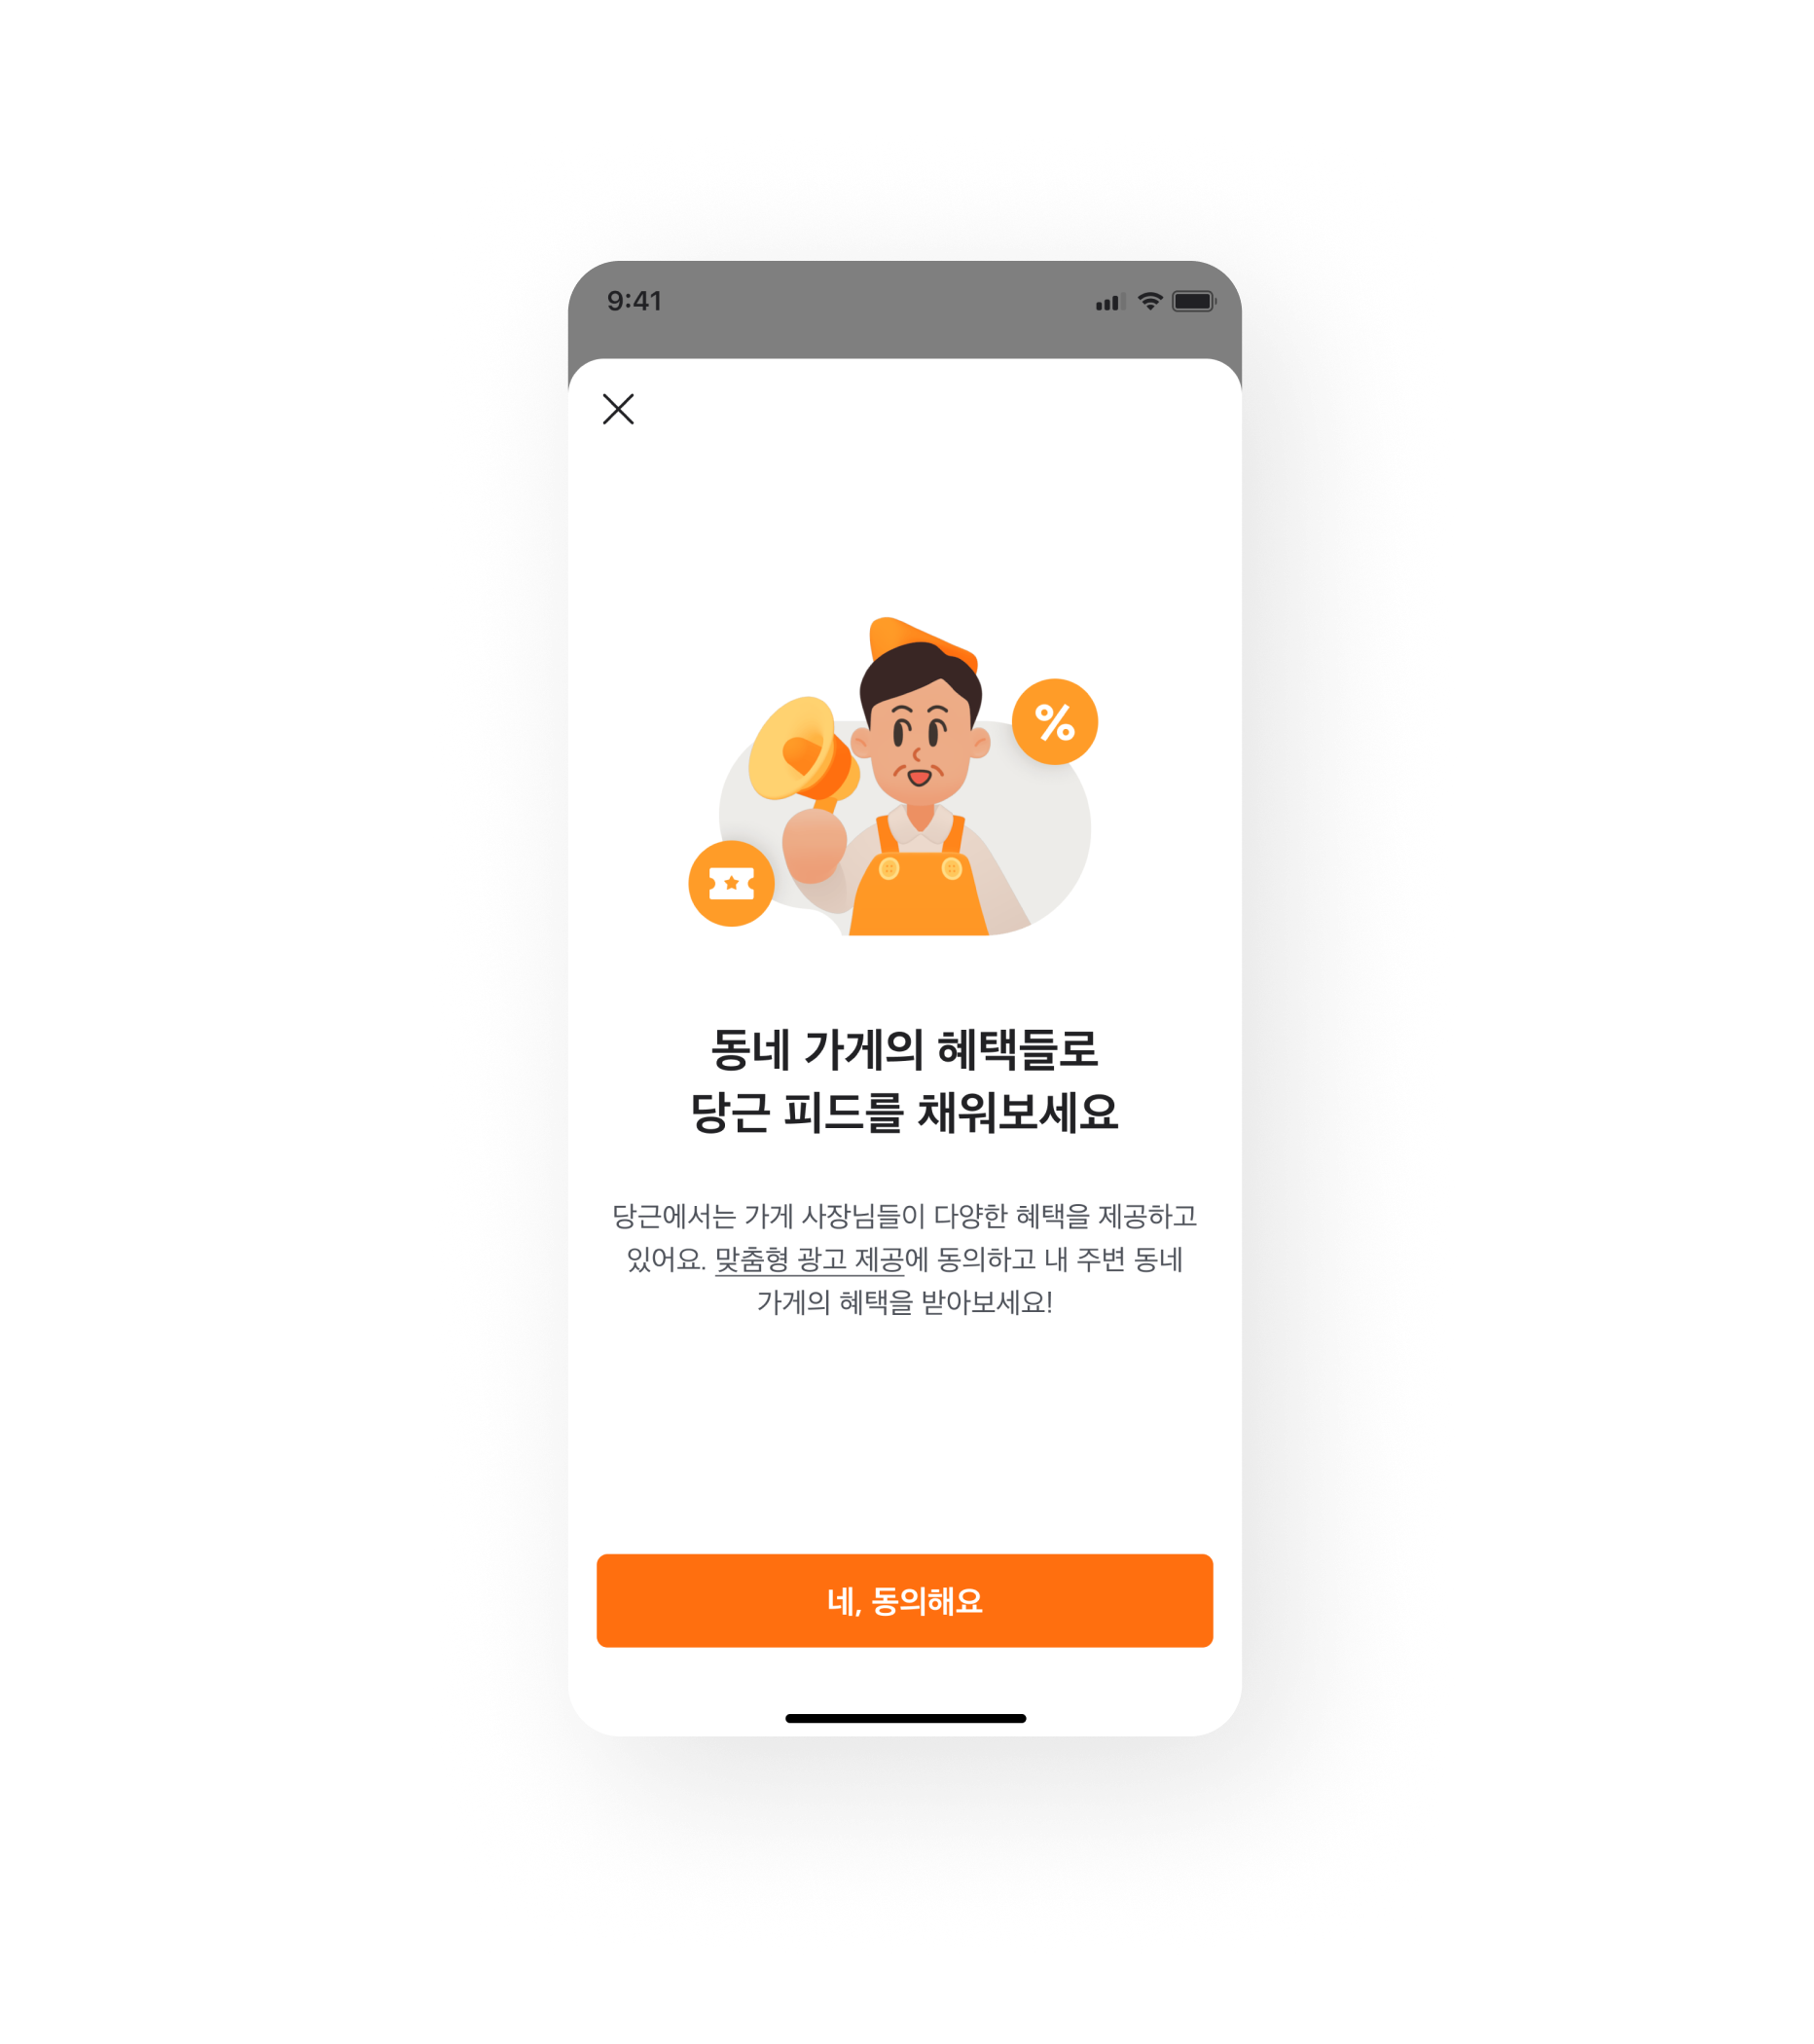 9:41
%
동네 가게의 혜택들로
당근 피드를 채워보세요
당근에서는 가게 사장님들이 다양한 혜택을 제공하고
있어요. 맞춤형 광고 제공에 동의하고 내 주변 동네
가게의 혜택을 받아보세요!
네, 동의해요